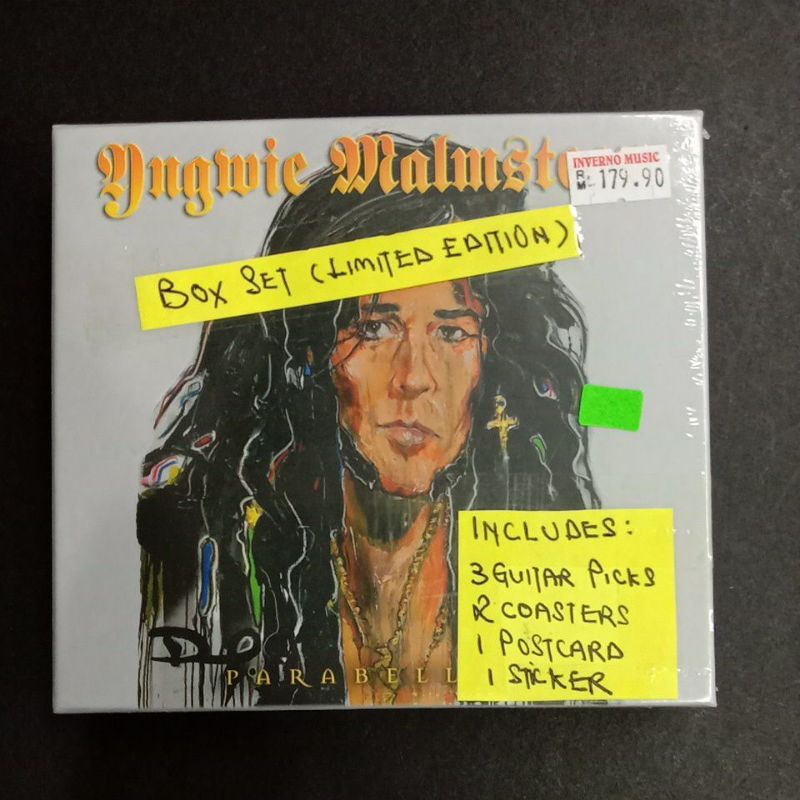 Yngwie Malmste
INVERNO MUSIC
RM 179.90
BOX SET (LIMITED EDITION)
INCLUDES:
3 GUITAR PICKS
2 COASTERS
1 POSTCARD
1 STICKER
PARABELL